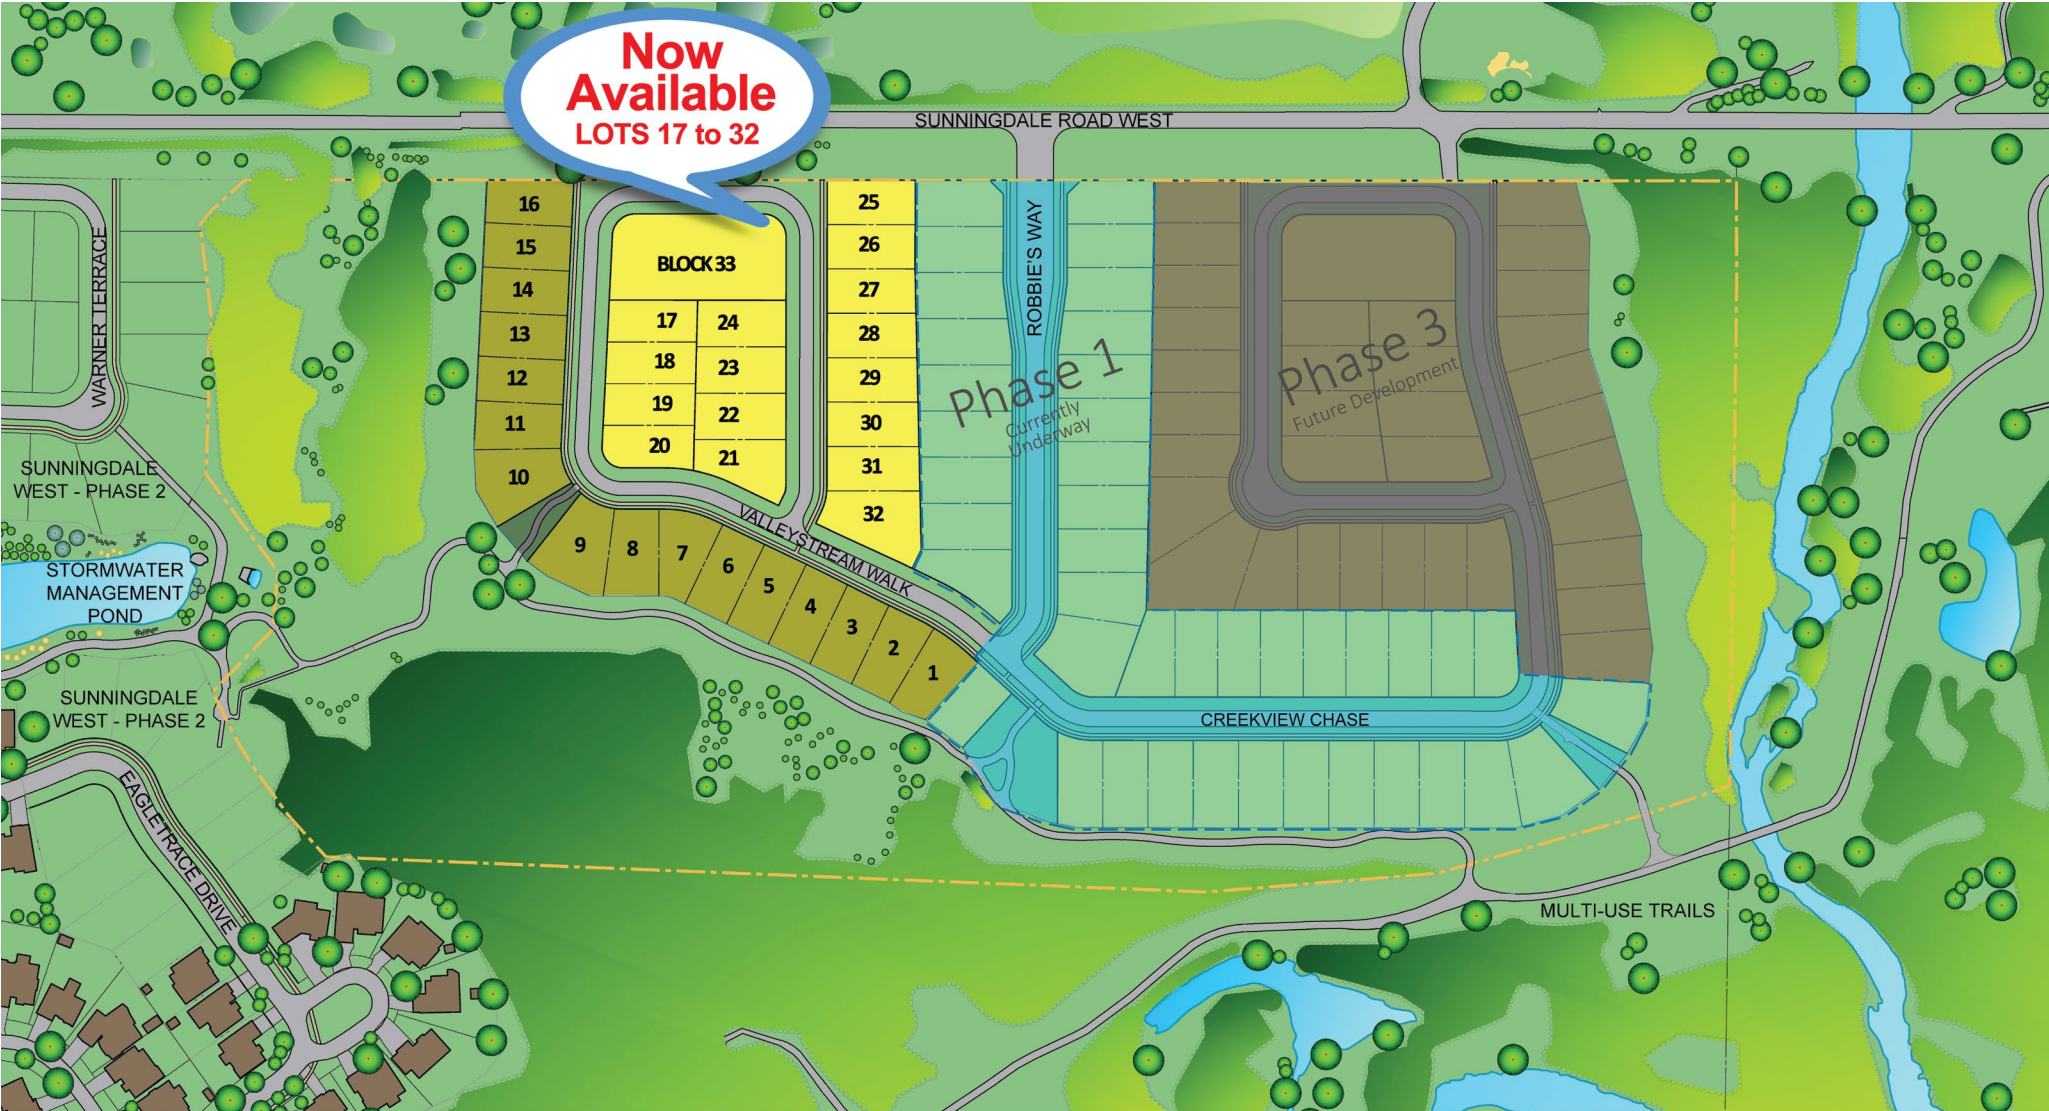 Now
Available
LOTS 17 to 32
SUNNINGDALE ROAD WEST
WARNER TERRACE
16
15
14
13
12
11
10
BLOCK 33
17
24
18
23
19
22
20
21
25
26
27
28
29
30
31
32
ROBBIE'S WAY
Phase 1
Currently
Underway
Phase 3
Future Development
SUNNINGDALE
WEST - PHASE 2
VALLEYSTREAM WALK
9
8
7
6
5
4
3
2
1
STORMWATER
MANAGEMENT
POND
SUNNINGDALE
WEST - PHASE 2
CREEKVIEW CHASE
EAGLETRACE DRIVE
MULTI-USE TRAILS